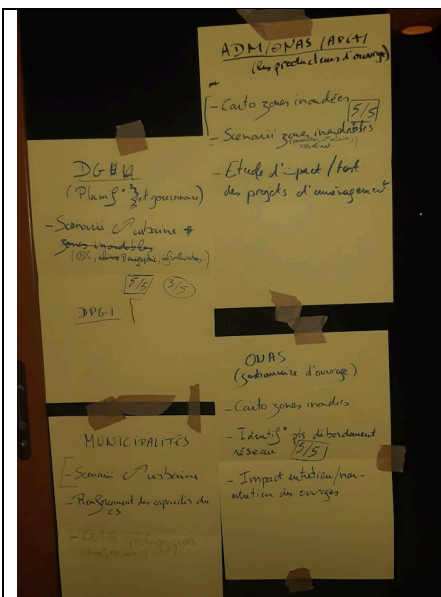 ADM/ONAS/APIX/
(les producteurs d'ouvrage)
- Carto zones inondées 5/5
- Scenarii zones inondables
- Etude d'impact / test
des projets d'aménagement
(Planif° et gouvernance)
- Scenarii urbaine
zones inondables
5/5 3/5
DPGI
ONAS
(gestionnaire d'ouvrage)
- Carto zones inondées
- Identif° pts débordement
réseau 5/5
- Impact entretien/non-
entretien des ouvrages
MUNICIPALITÉS
- Scenarii urbaine
- Renforcement des capacités du
CS
- Outils pédagogiques